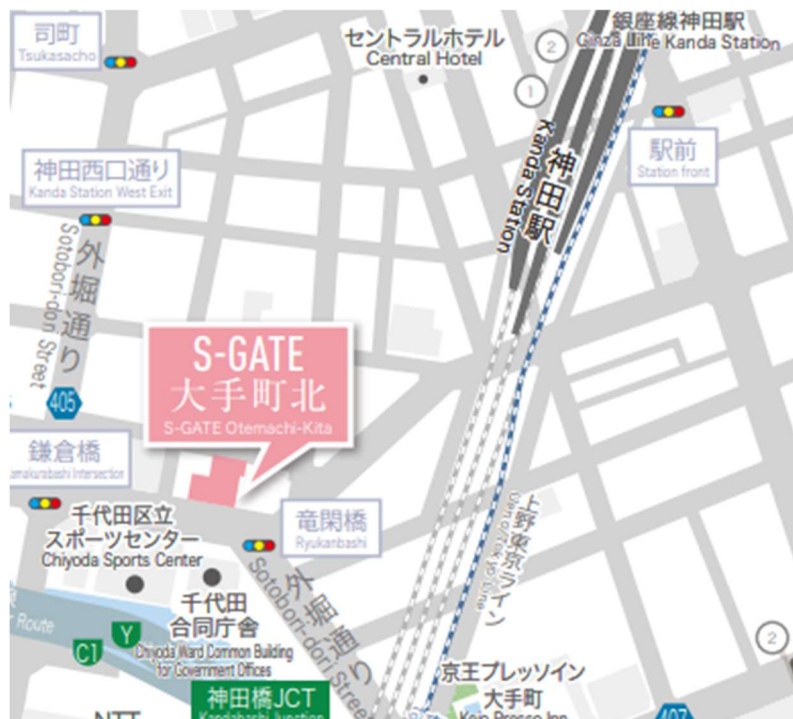 司町
Tsukasacho
セントラルホテル
Central Hotel
銀座線神田駅
Ginza Line Kanda Station
2
1
神田駅
Kanda Station
駅前
Station front
神田西口通り
Kanda Station West Exit
外堀通り
Sotobori-dori Street
405
S-GATE
大手町北
S-GATE Otemachi-Kita
鎌倉橋
amakurabashi Intersection
千代田区立
スポーツセンター
Chiyoda Sports Center
竜閑橋
Ryukanbashi
上野東京ライン
外堀通り
Sotobori-dori Street
千代田
合同庁舎
Chiyoda Ward Common Building
for Government Offices
Route
C1
Y
神田橋JCT
Kandabashi Junction
京王プレッソイン
大手町
Keio Presso Inn
2
407
NTT